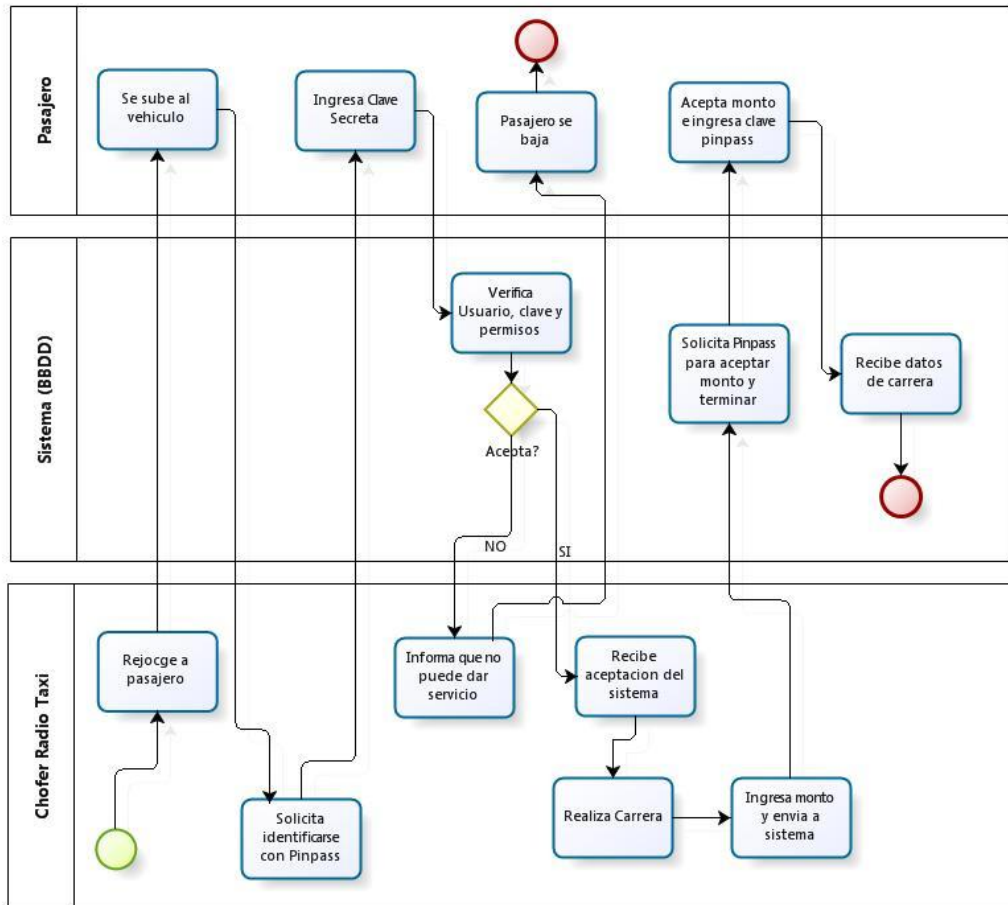 Pasajero
Se sube al
vehiculo
Ingresa Clave
Secreta
Pasajero se
baja
Acepta monto
e ingresa clave
pinpass
Sistema (BBDD)
Verifica
Usuario, clave y
permisos
Acepta?
NO
SI
Solicita Pinpass
para aceptar
monto y
terminar
Recibe datos
de carrera
Chofer Radio Taxi
Rejocge a
pasajero
Solicita
identificarse
con Pinpass
Informa que no
puede dar
servicio
Recibe
aceptacion del
sistema
Realiza Carrera
Ingresa monto
y envia a
sistema